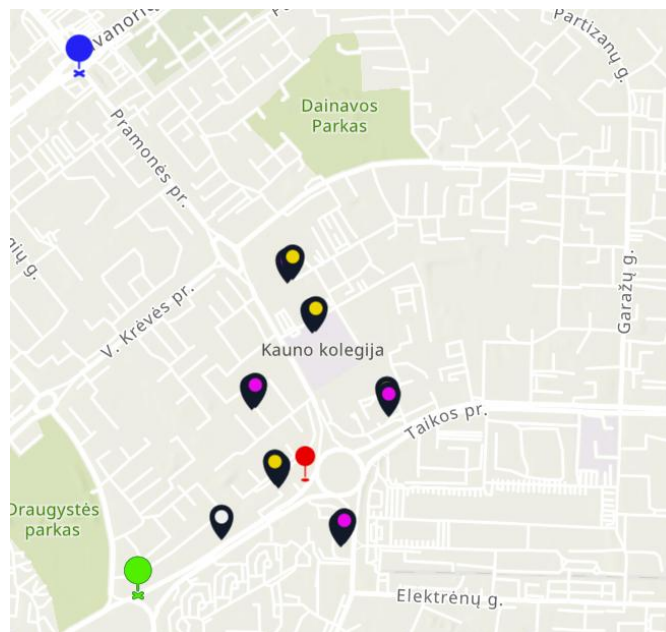 Partizanų g.
Dainavos
Parkas
Pramonės pr.
Garažų g.
V. Krėvės pr.
Kauno kolegija
Taikos pr.
Draugystės
parkas
Elektrėnų g.